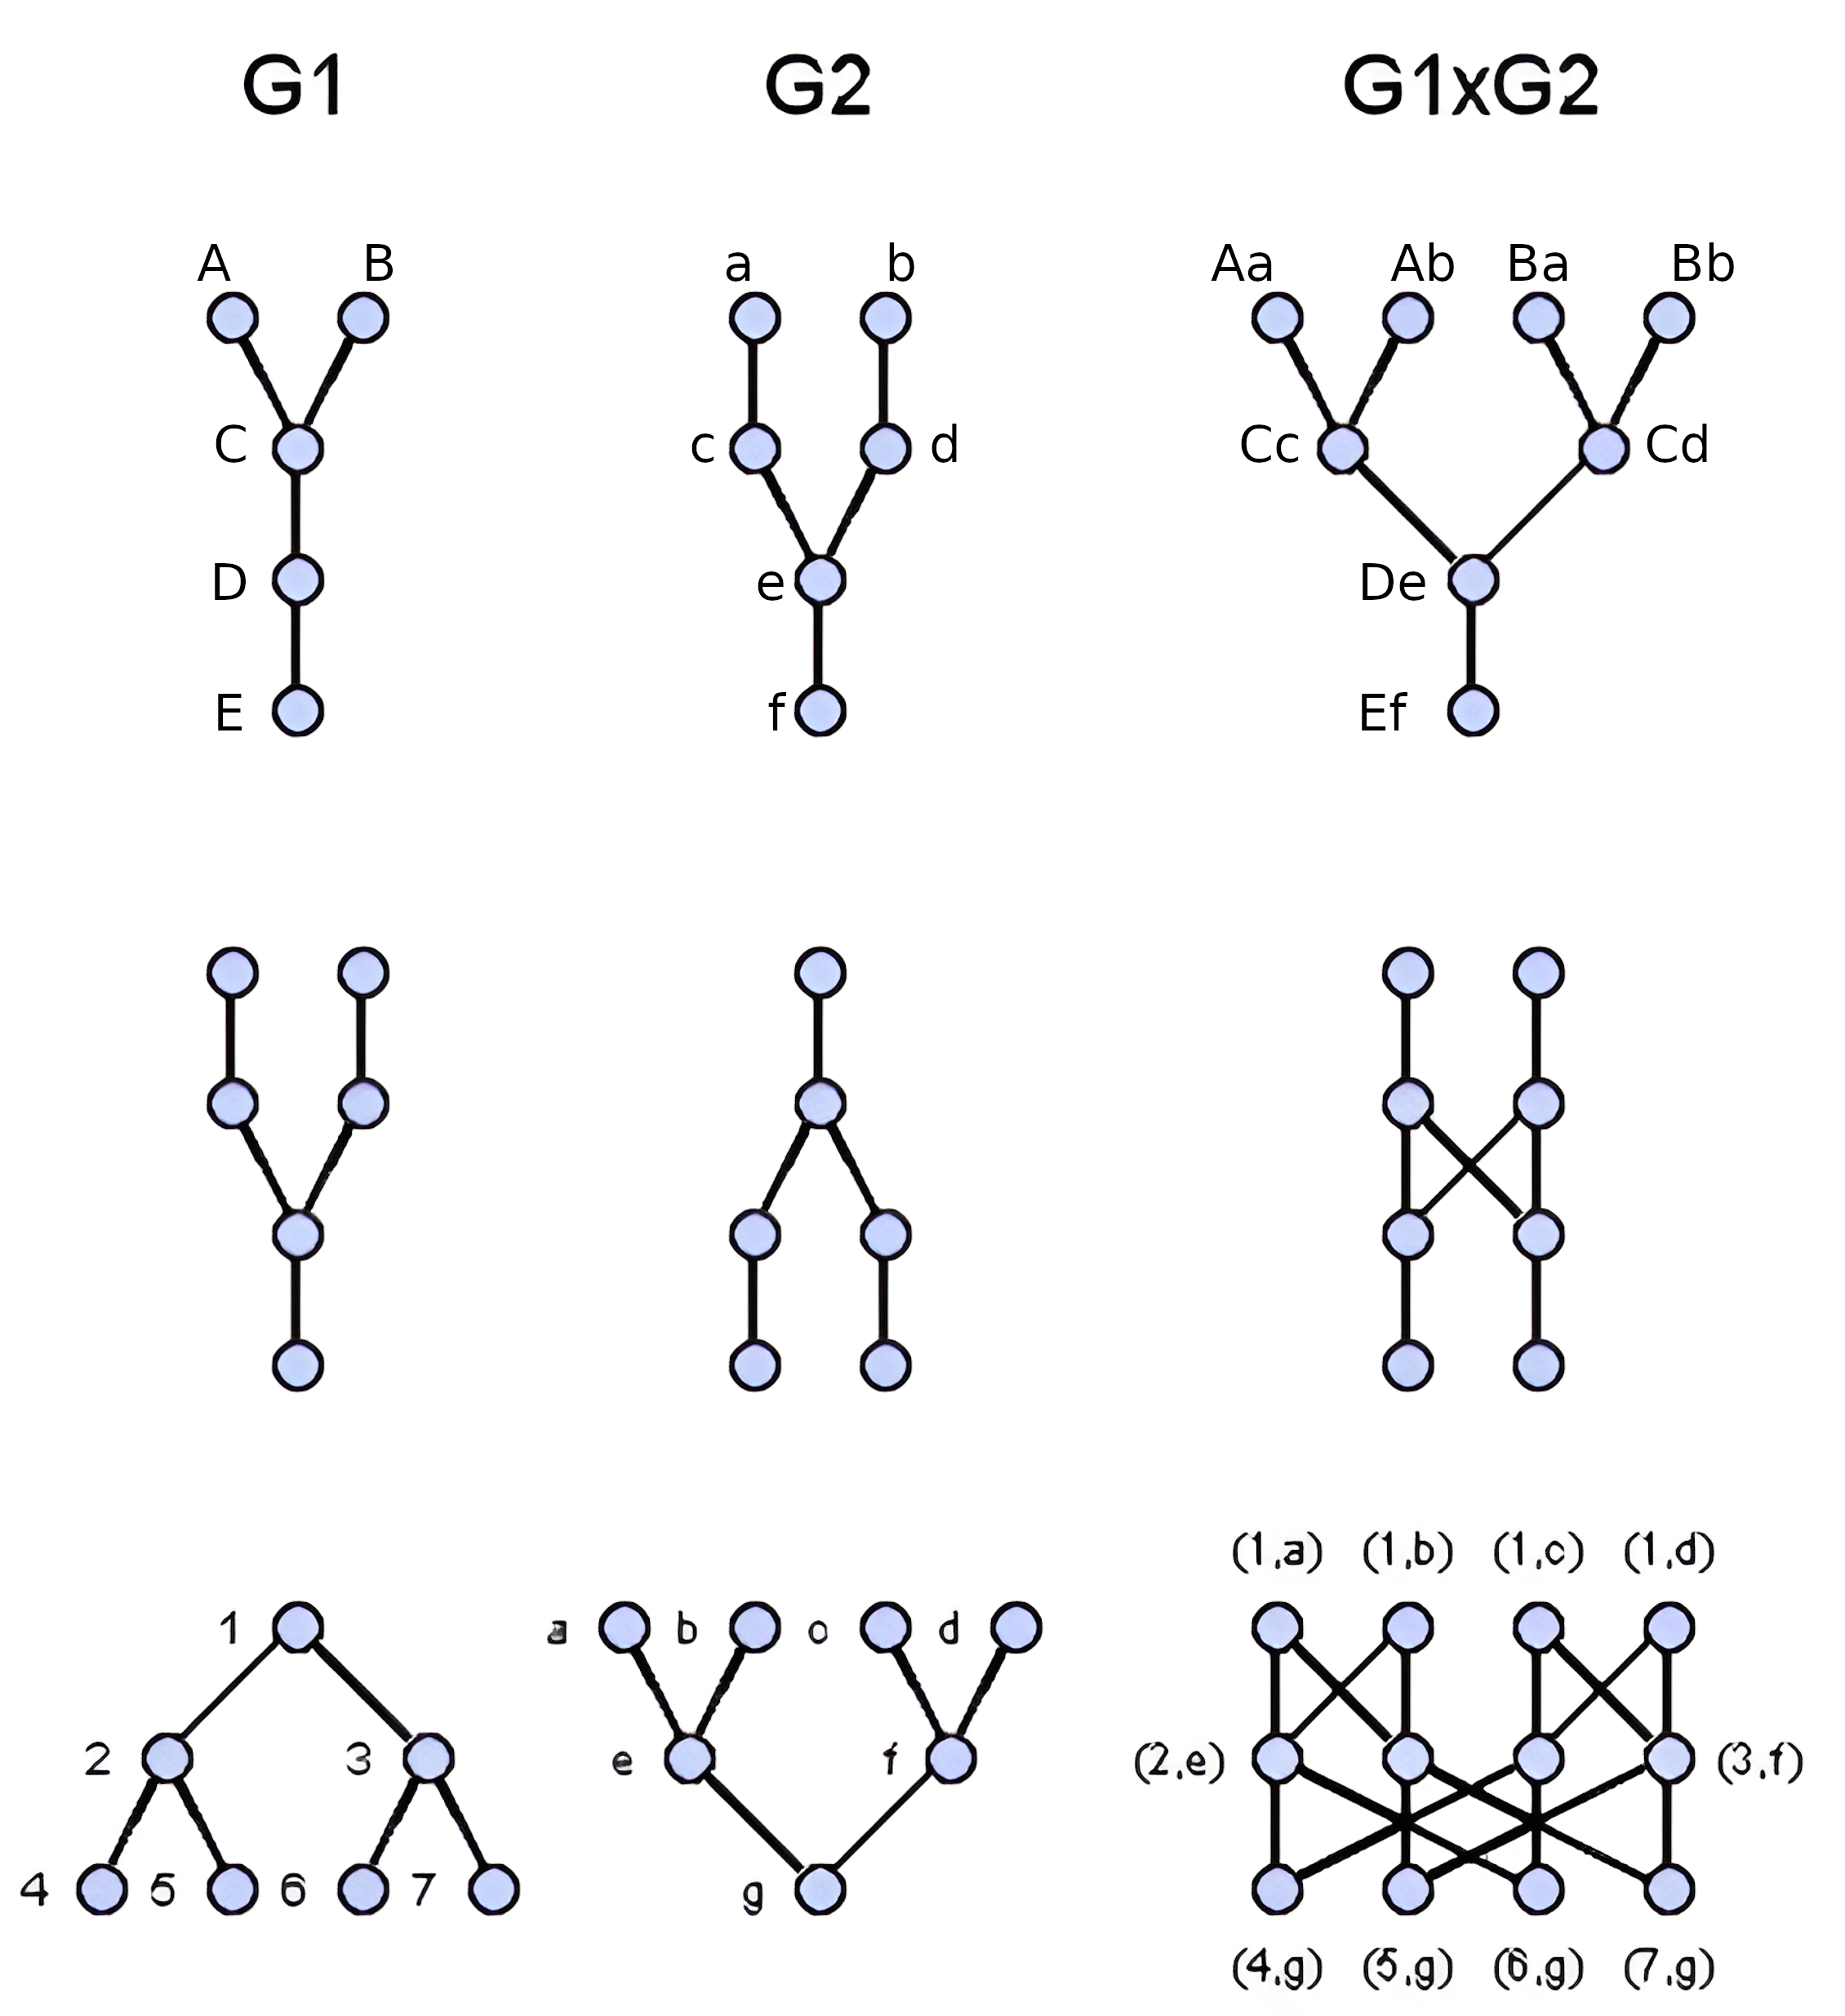 G1 G2 G1xG2
A B a b Aa Ab Ba Bb
C c d Cc Cd
D e De
E f Ef
(1,a) (1,b) (1,c) (1,d)
1 a b o d
2 3 e f (2,e) (3,f)
4 5 6 7 g
(4,g) (5,g) (6,g) (7,g)